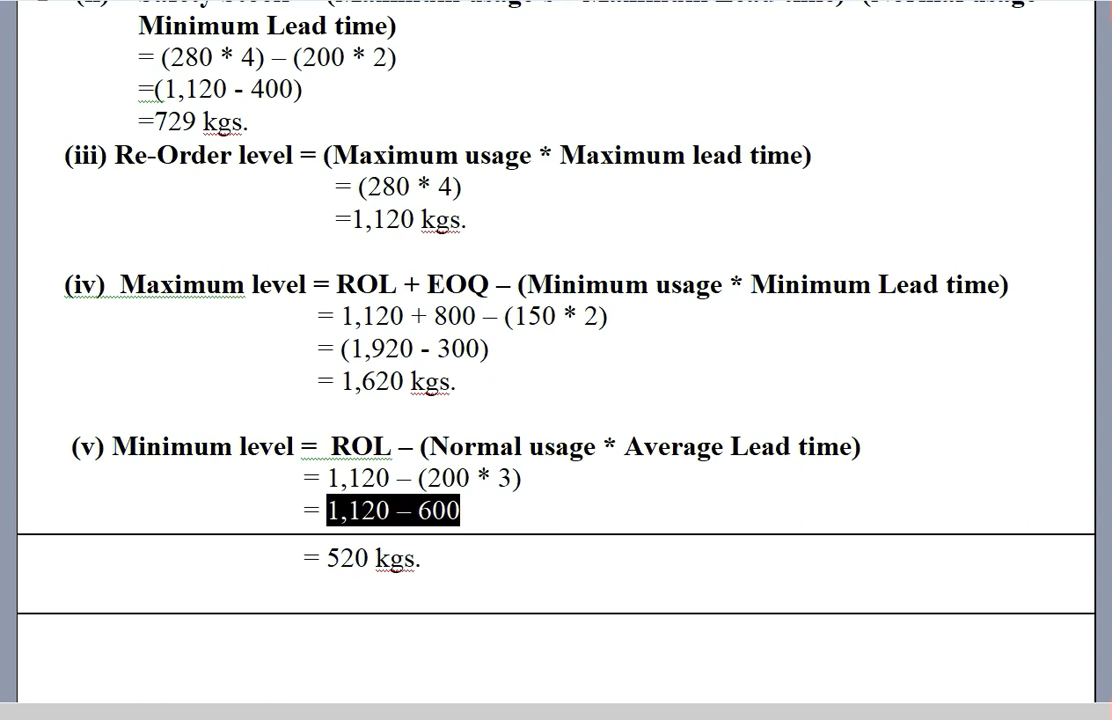 Minimum Lead time)
= (280 * 4) – (200 * 2)
=(1,120 - 400)
=729 kgs.
(iii) Re-Order level = (Maximum usage * Maximum lead time)
= (280 * 4)
=1,120 kgs.
(iv) Maximum level = ROL + EOQ – (Minimum usage * Minimum Lead time)
= 1,120 + 800 – (150 * 2)
= (1,920 - 300)
= 1,620 kgs.
(v) Minimum level = ROL – (Normal usage * Average Lead time)
= 1,120 – (200 * 3)
= 1,120 – 600
= 520 kgs.